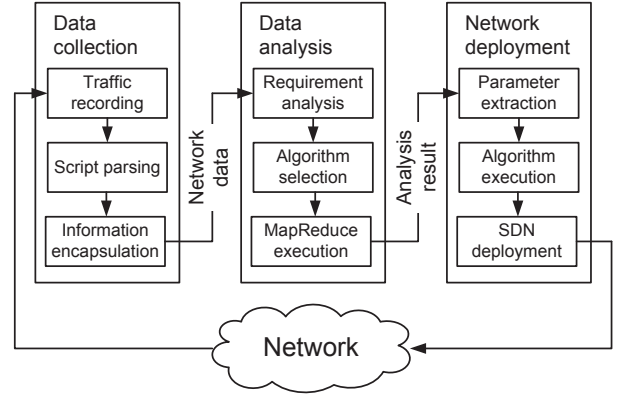 Data
collection
Traffic
recording
Script parsing
Information
encapsulation
Network
data
Data
analysis
Requirement
analysis
Algorithm
selection
MapReduce
execution
Analysis
result
Network
deployment
Parameter
extraction
Algorithm
execution
SDN
deployment
Network